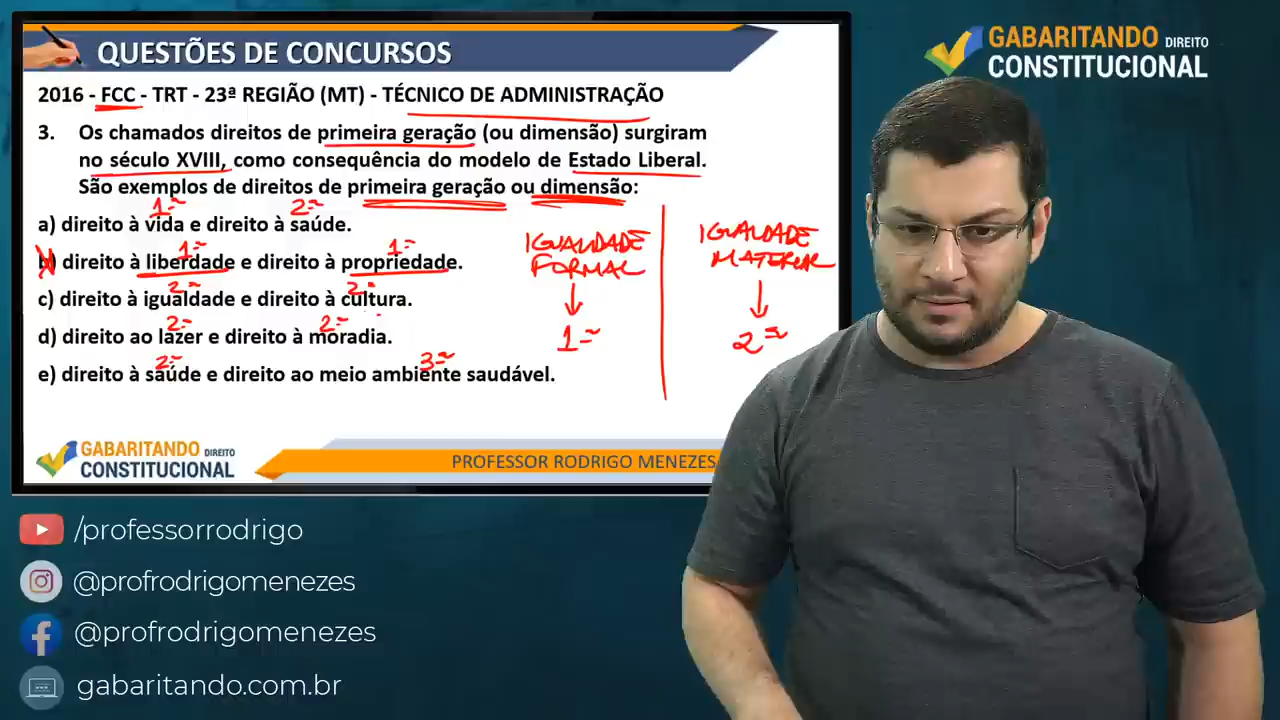 QUESTÕES DE CONCURSOS
GABARITANDO DIREITO
CONSTITUCIONAL
2016 - FCC - TRT - 23ª REGIÃO (MT) - TÉCNICO DE ADMINISTRAÇÃO
3. Os chamados direitos de primeira geração (ou dimensão) surgiram
no século XVIII, como consequência do modelo de Estado Liberal.
São exemplos de direitos de primeira geração ou dimensão:
1ª 2ª
a) direito à vida e direito à saúde.
1ª 1ª
b) direito à liberdade e direito à propriedade.
2ª 2ª
c) direito à igualdade e direito à cultura.
2ª 2ª
d) direito ao lazer e direito à moradia.
2ª 3ª
e) direito à saúde e direito ao meio ambiente saudável.
IGUALDADE
FORMAL
1ª
IGUALDADE
MATERIAL
2ª
GABARITANDO DIREITO
CONSTITUCIONAL
PROFESSOR RODRIGO MENEZES
/professorrodrigo
@profrodrigomenezes
@profrodrigomenezes
gabaritando.com.br